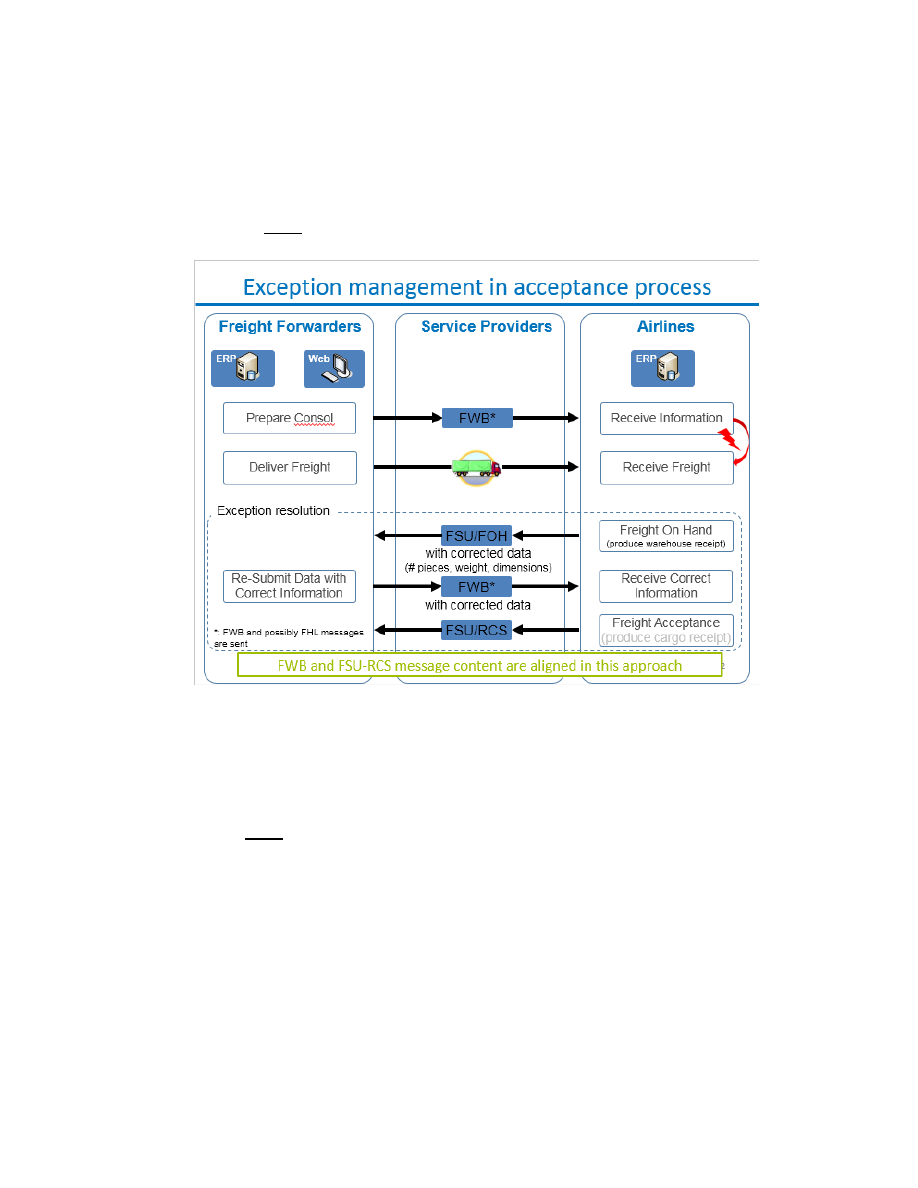 Exception management in acceptance process
Freight Forwarders
Service Providers
Airlines
ERP
Web
ERP
Prepare Consol
FWB*
Receive Information
Deliver Freight
Receive Freight
Exception resolution
FSU/FOH
Freight On Hand
(produce warehouse receipt)
with corrected data
(# pieces, weight, dimensions)
Re-Submit Data with
Correct Information
FWB*
Receive Correct
Information
with corrected data
*: FWB and possibly FHL messages
are sent
FSU/RCS
Freight Acceptance
(produce cargo receipt)
FWB and FSU-RCS message content are aligned in this approach